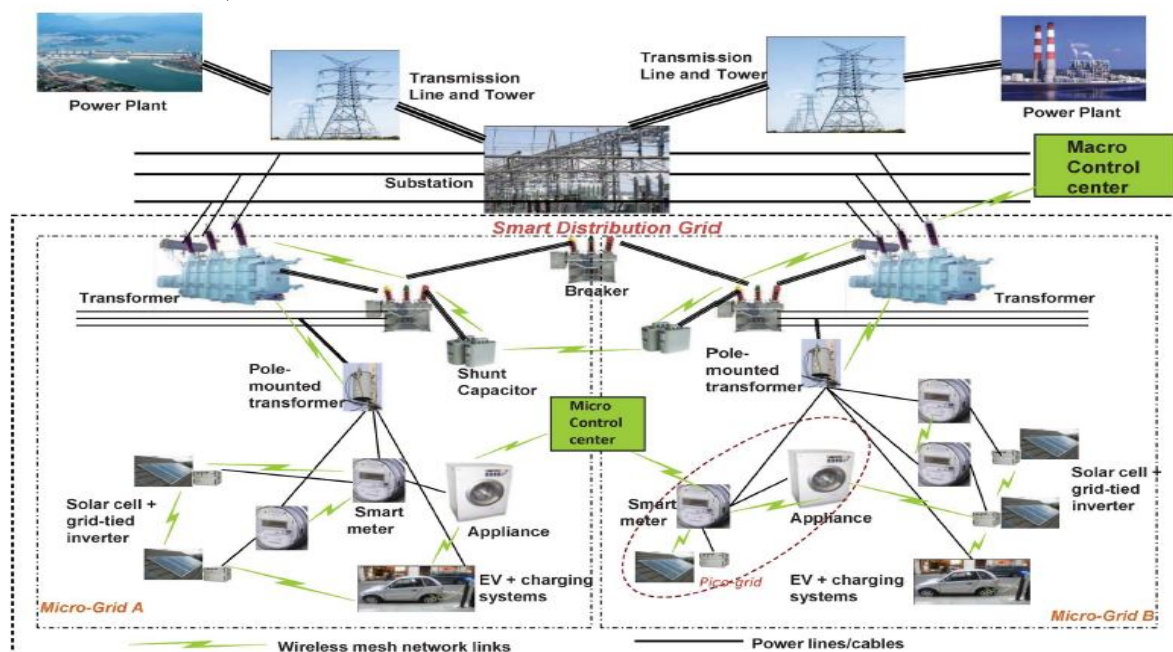 Power Plant
Transmission
Line and Tower
Transmission
Line and Tower
Power Plant
Substation
Macro
Control
center
Smart Distribution Grid
Transformer
Breaker
Transformer
Pole-
mounted
transformer
Shunt
Capacitor
Pole-
mounted
transformer
Micro
Control
center
Solar cell +
grid-tied
inverter
Smart
meter
Appliance
Smart
meter
Appliance
Solar cell +
grid-tied
inverter
Pico-grid
EV + charging
systems
EV + charging
systems
Micro-Grid A
Micro-Grid B
Wireless mesh network links
Power lines/cables